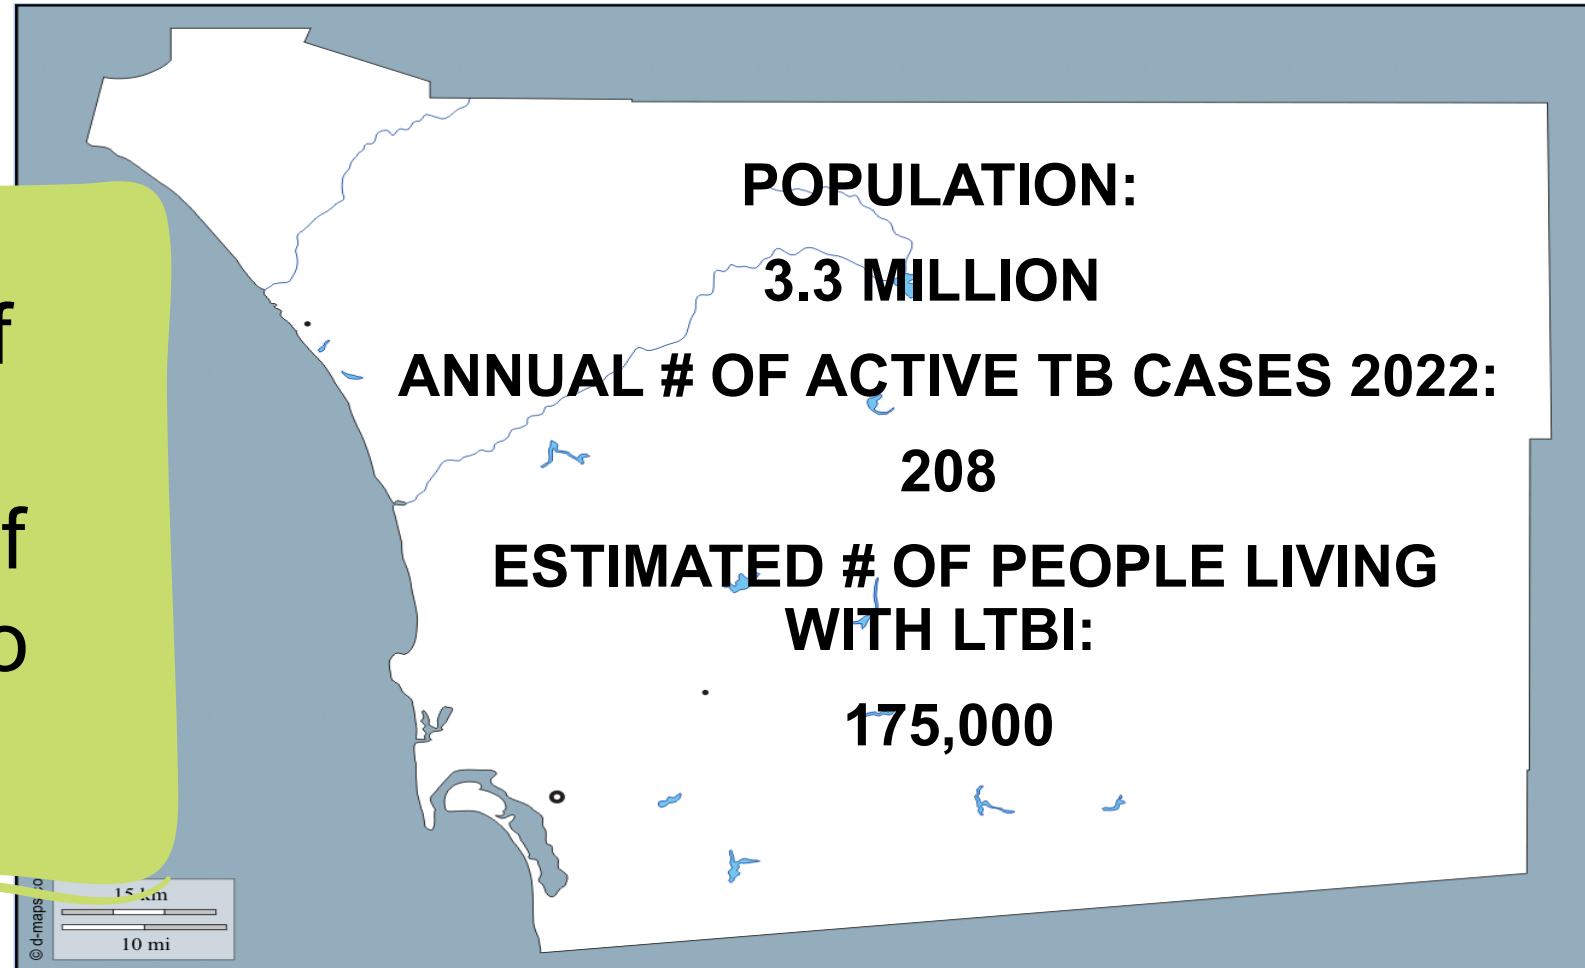 f
f
o
POPULATION:
3.3 MILLION
ANNUAL # OF ACTIVE TB CASES 2022:
208
ESTIMATED # OF PEOPLE LIVING
WITH LTBI:
175,000
15 km
10 mi
© d-maps.co